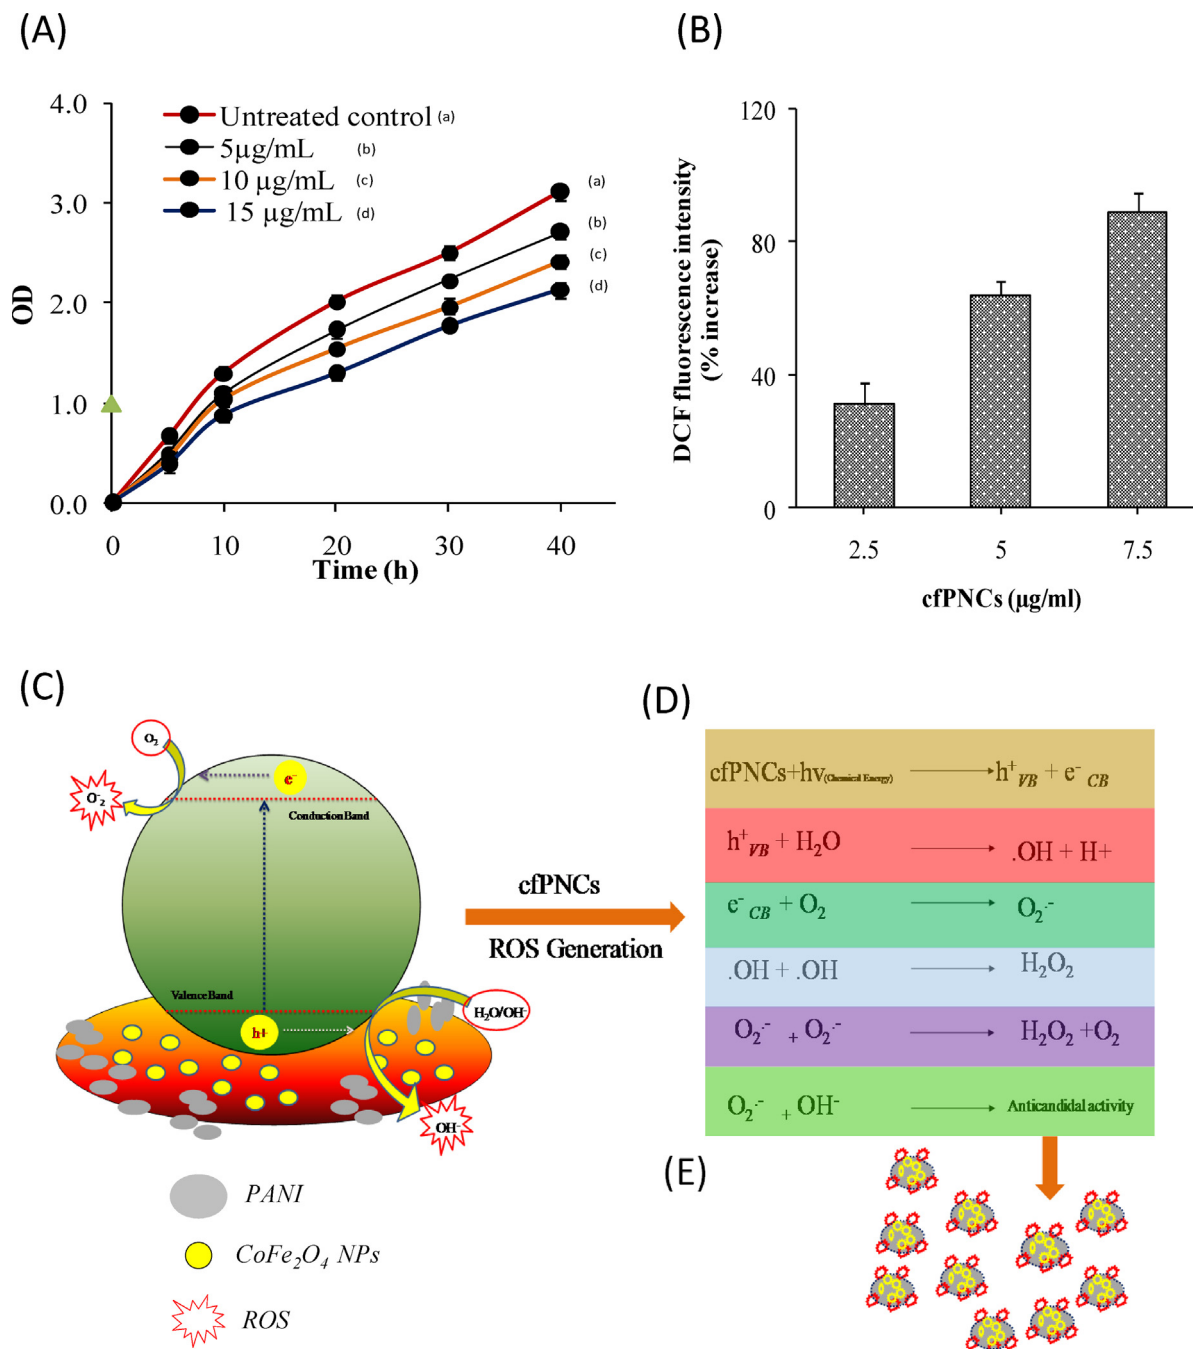 (A)
4.0
3.0
2.0
1.0
0.0
OD
Untreated control (a)
5µg/mL (b)
10 µg/mL (c)
15 µg/mL (d)
(a)
(b)
(c)
(d)
0 10 20 30 40
Time (h)
(B)
120
80
40
0
DCF fluorescence intensity
(% increase)
2.5 5 7.5
cfPNCs (µg/ml)
(C)
O₂
O⁻₂
e⁻
Conduction Band
Valence Band
h+
H₂O/OH⁻
OH⁻
PANI
CoFe₂O₄ NPs
ROS
cfPNCs
ROS Generation
(D)
cfPNCs+hv(Chemical Energy) → h⁺VB + e⁻CB
h⁺VB + H₂O → .OH + H+
e⁻CB + O₂ → O₂·⁻
.OH + .OH → H₂O₂
O₂·⁻ + O₂·⁻ → H₂O₂ +O₂
O₂·⁻ + OH⁻ → Anticandidal activity
(E)